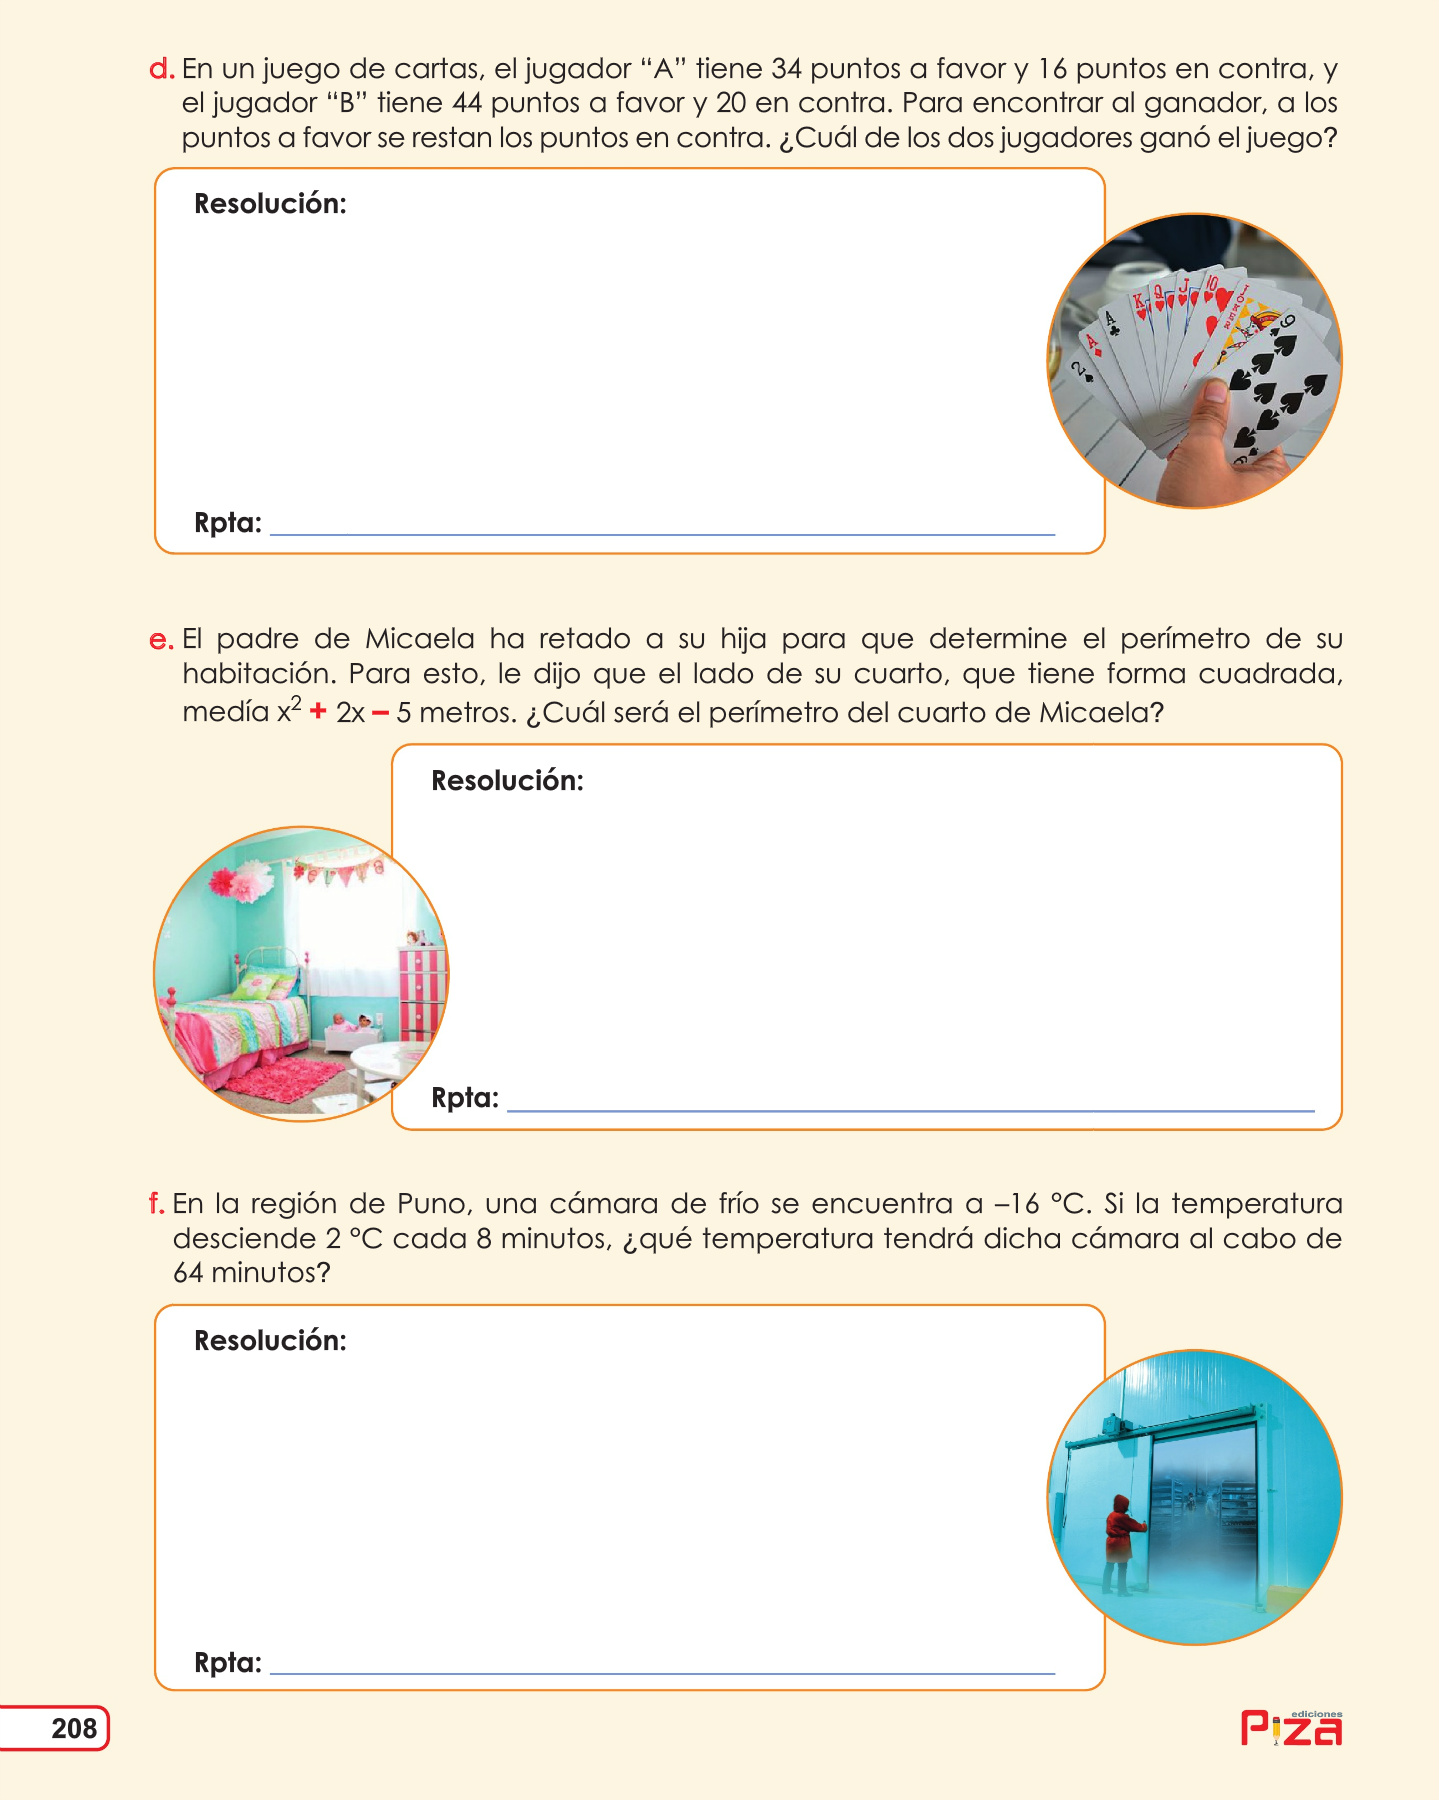 d. En un juego de cartas, el jugador “A” tiene 34 puntos a favor y 16 puntos en contra, y
el jugador “B” tiene 44 puntos a favor y 20 en contra. Para encontrar al ganador, a los
puntos a favor se restan los puntos en contra. ¿Cuál de los dos jugadores ganó el juego?
Resolución:
2
A
A
K
Q
J
10
JOKER
9
Rpta:
e. El padre de Micaela ha retado a su hija para que determine el perímetro de su
habitación. Para esto, le dijo que el lado de su cuarto, que tiene forma cuadrada,
medía x² + 2x – 5 metros. ¿Cuál será el perímetro del cuarto de Micaela?
Resolución:
Rpta:
f. En la región de Puno, una cámara de frío se encuentra a –16 °C. Si la temperatura
desciende 2 °C cada 8 minutos, ¿qué temperatura tendrá dicha cámara al cabo de
64 minutos?
Resolución:
Rpta:
208
ediciones
Piza